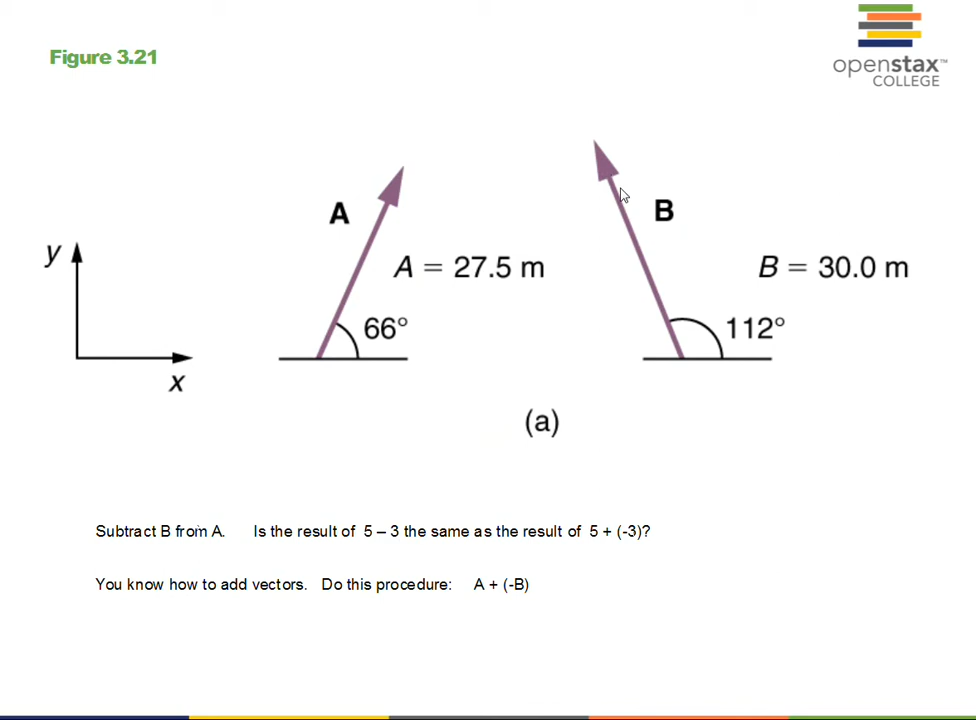 Figure 3.21
openstax™
COLLEGE
y
x
A
A = 27.5 m
66°
B
B = 30.0 m
112°
(a)
Subtract B from A. Is the result of 5 – 3 the same as the result of 5 + (-3)?
You know how to add vectors. Do this procedure: A + (-B)